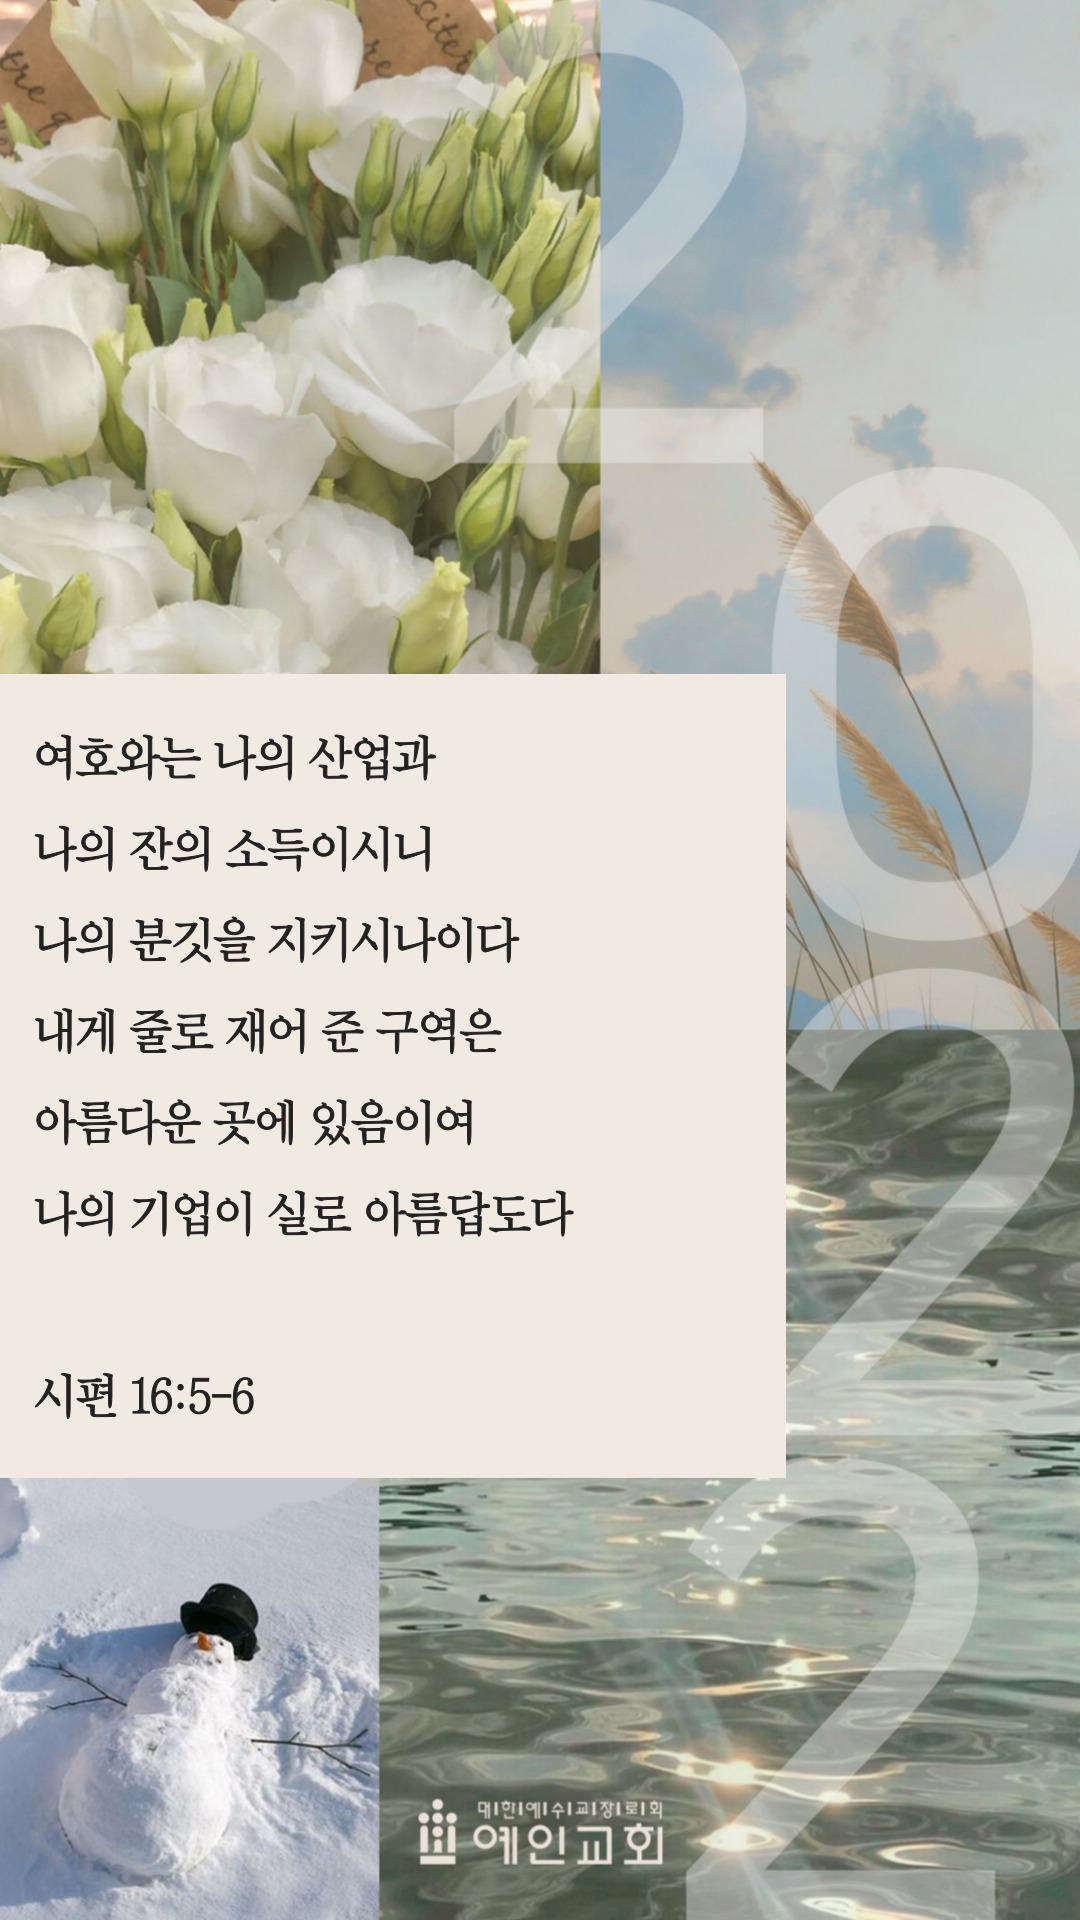 2
0
2
2
여호와는 나의 산업과
나의 잔의 소득이시니
나의 분깃을 지키시나이다
내게 줄로 재어 준 구역은
아름다운 곳에 있음이여
나의 기업이 실로 아름답도다
시편 16:5-6
대한예수교장로회
예인교회